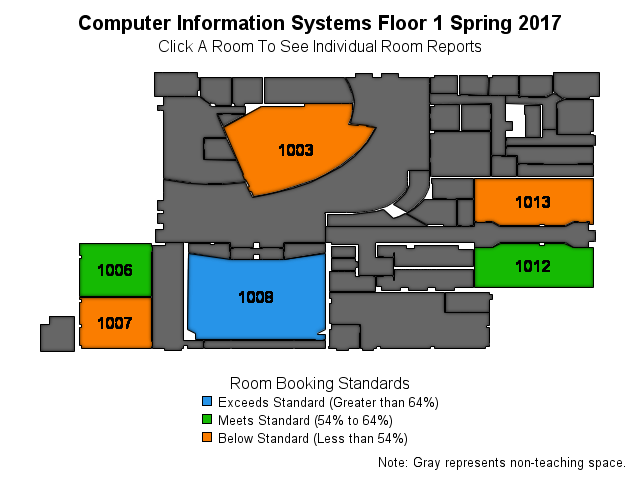 Computer Information Systems Floor 1 Spring 2017
Click A Room To See Individual Room Reports
1003
1013
1006
1012
1008
1007
Room Booking Standards
Exceeds Standard (Greater than 64%)
Meets Standard (54% to 64%)
Below Standard (Less than 54%)
Note: Gray represents non-teaching space.